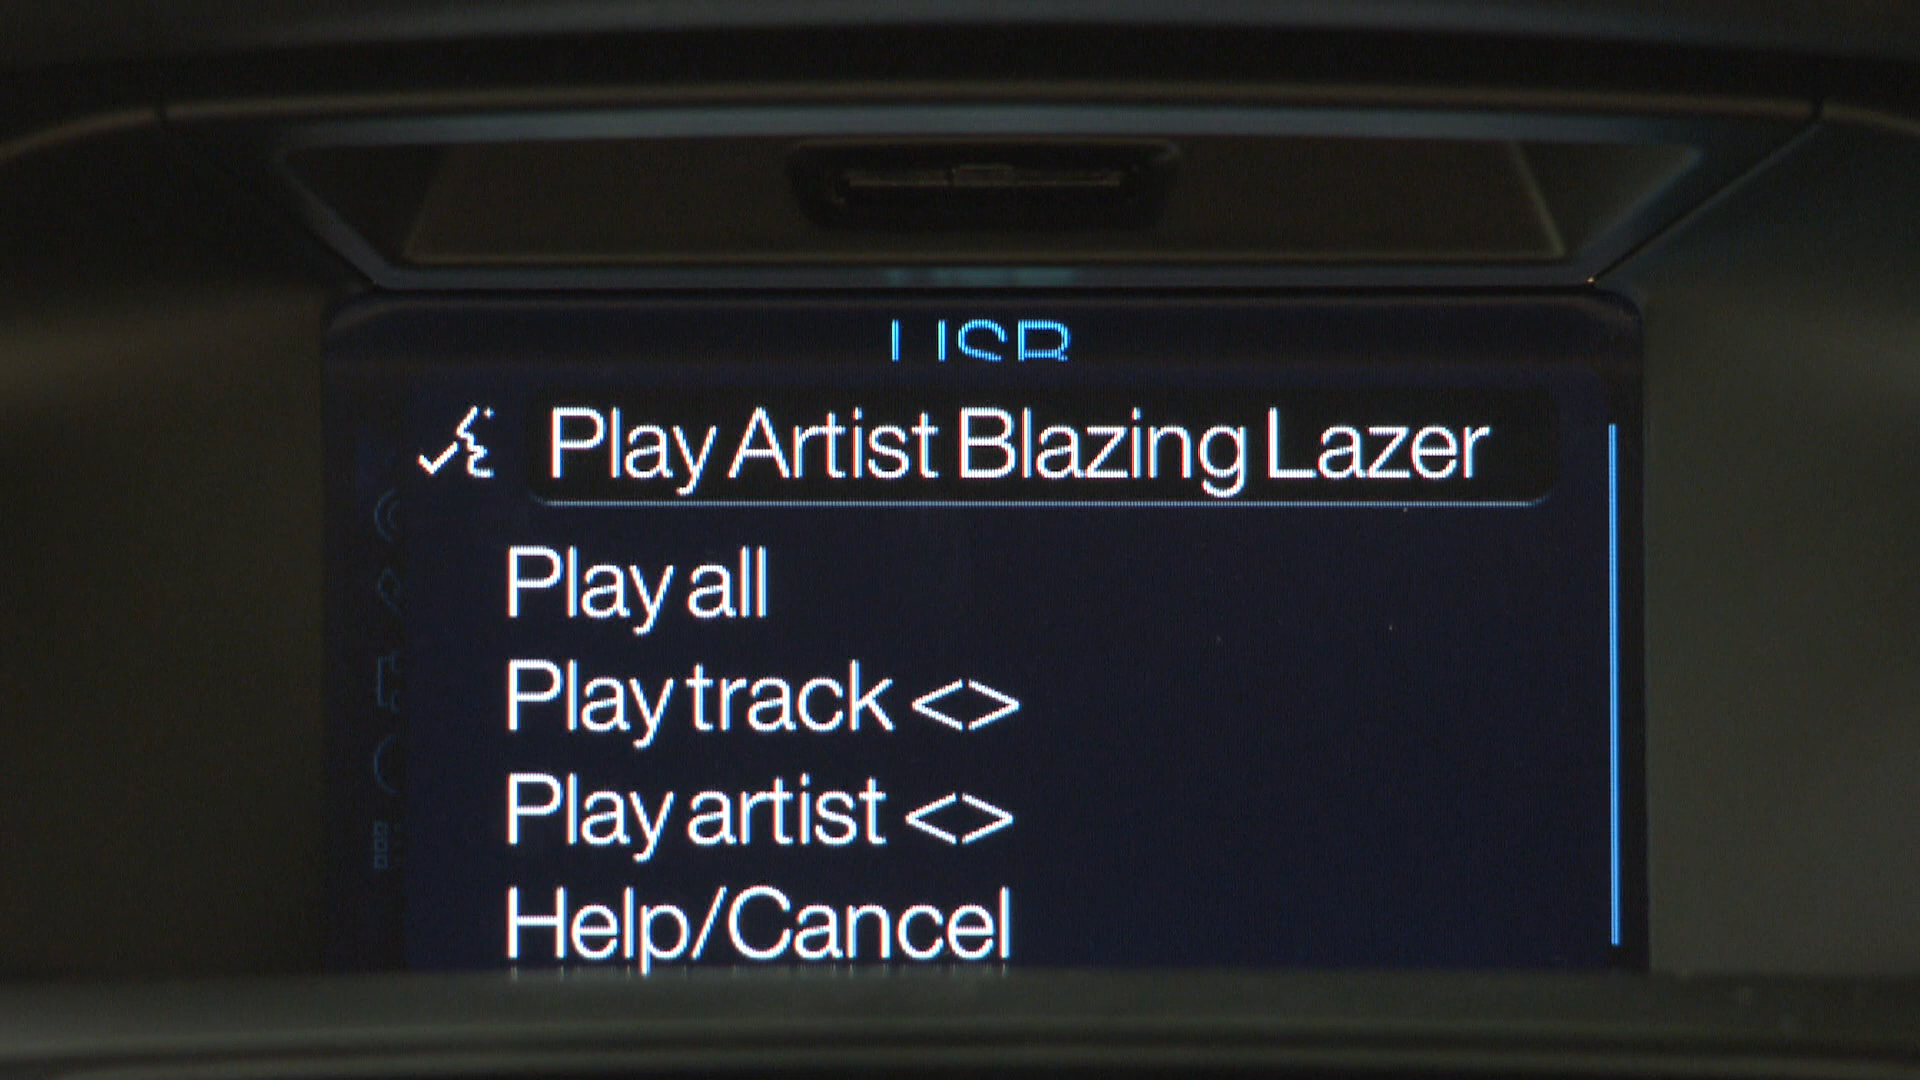 USB
Play Artist Blazing Lazer
Play all
Play track <>
Play artist <>
Help/Cancel